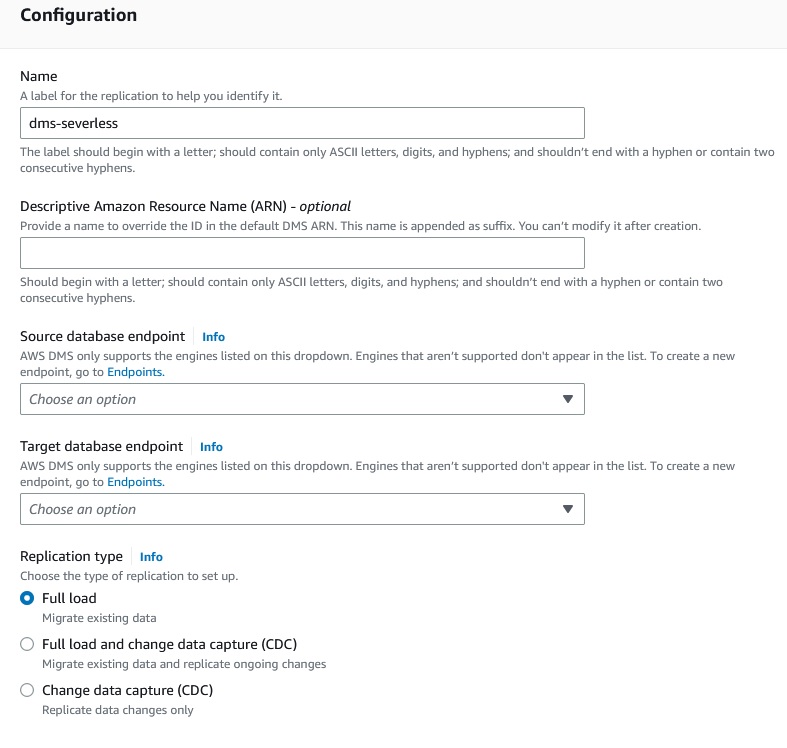 Configuration
Name
A label for the replication to help you identify it.
dms-severless
The label should begin with a letter; should contain only ASCII letters, digits, and hyphens; and shouldn't end with a hyphen or contain two
consecutive hyphens.
Descriptive Amazon Resource Name (ARN) - optional
Provide a name to override the ID in the default DMS ARN. This name is appended as suffix. You can't modify it after creation.
Should begin with a letter; should contain only ASCII letters, digits, and hyphens; and shouldn't end with a hyphen or contain two
consecutive hyphens.
Source database endpoint Info
AWS DMS only supports the engines listed on this dropdown. Engines that aren't supported don't appear in the list. To create a new
endpoint, go to Endpoints.
Choose an option
Target database endpoint Info
AWS DMS only supports the engines listed on this dropdown. Engines that aren't supported don't appear in the list. To create a new
endpoint, go to Endpoints.
Choose an option
Replication type Info
Choose the type of replication to set up.
Full load
Migrate existing data
Full load and change data capture (CDC)
Migrate existing data and replicate ongoing changes
Change data capture (CDC)
Replicate data changes only